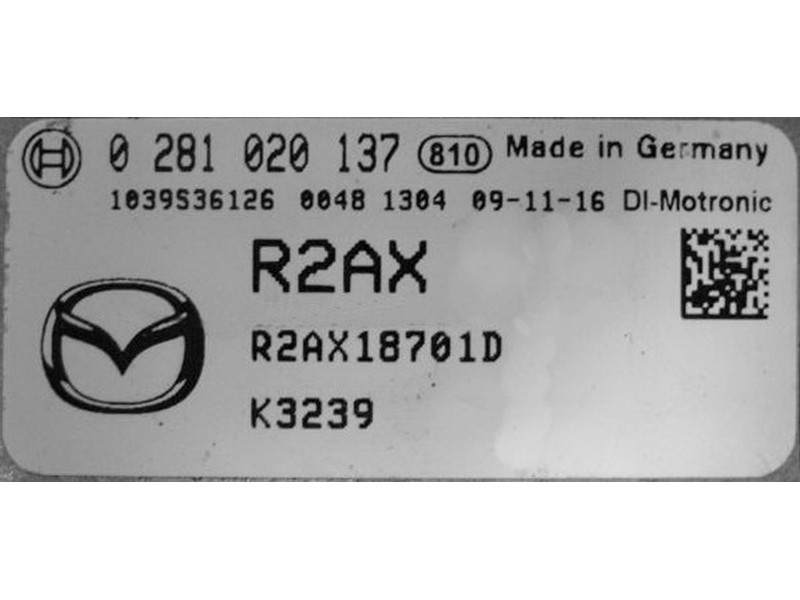 0 281 020 137 810 Made in Germany
1039S36126 0048 1304 09-11-16 DI-Motronic
R2AX
R2AX18701D
K3239